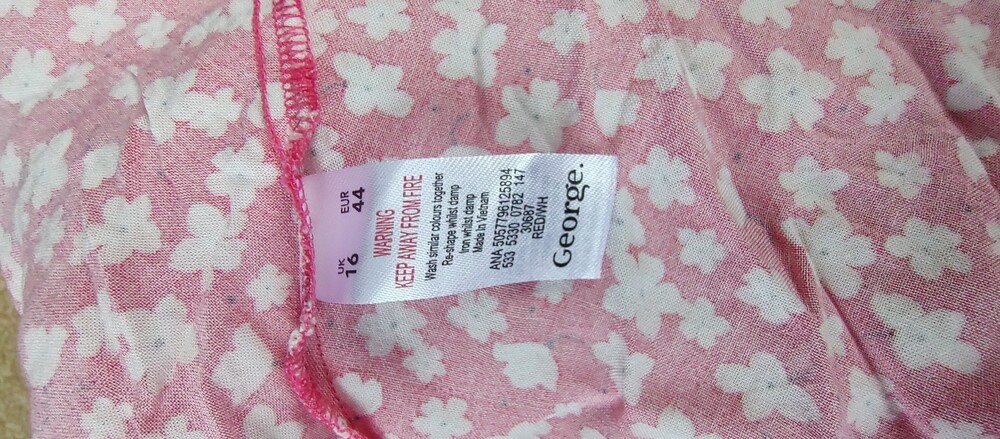 UK EUR
16 44
WARNING
KEEP AWAY FROM FIRE
Wash similar colours together
Re-shape whilst damp
Iron whilst damp
Made in Vietnam
ANA 5057796125894
533 5330 0782 147
30687
RED/WH
George.